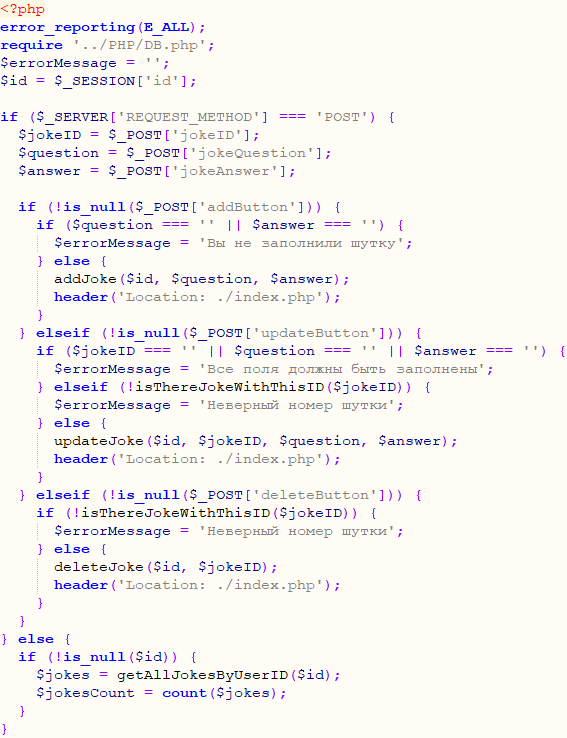 <?php
error_reporting(E_ALL);
require '../PHP/DB.php';
$errorMessage = '';
$id = $_SESSION['id'];

if ($_SERVER['REQUEST_METHOD'] === 'POST') {
  $jokeID = $_POST['jokeID'];
  $question = $_POST['jokeQuestion'];
  $answer = $_POST['jokeAnswer'];

  if (!is_null($_POST['addButton'])) {
    if ($question === '' || $answer === '') {
      $errorMessage = 'Вы не заполнили шутку';
    } else {
      addJoke($id, $question, $answer);
      header('Location: ./index.php');
    }
  } elseif (!is_null($_POST['updateButton'])) {
    if ($jokeID === '' || $question === '' || $answer === '') {
      $errorMessage = 'Все поля должны быть заполнены';
    } elseif (!isThereJokeWithThisID($jokeID)) {
      $errorMessage = 'Неверный номер шутки';
    } else {
      updateJoke($id, $jokeID, $question, $answer);
      header('Location: ./index.php');
    }
  } elseif (!is_null($_POST['deleteButton'])) {
    if (!isThereJokeWithThisID($jokeID)) {
      $errorMessage = 'Неверный номер шутки';
    } else {
      deleteJoke($id, $jokeID);
      header('Location: ./index.php');
    }
  }
} else {
  if (!is_null($id)) {
    $jokes = getAllJokesByUserID($id);
    $jokesCount = count($jokes);
  }
}